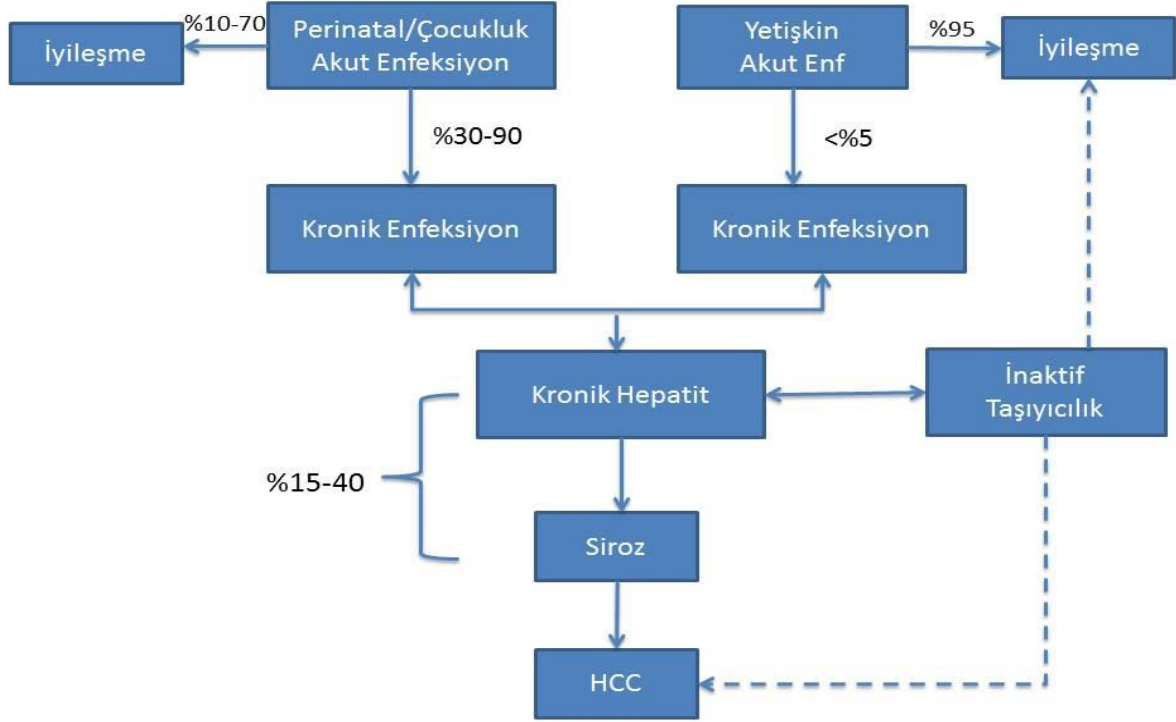 %10-70
İyileşme
Perinatal/Çocukluk
Akut Enfeksiyon
Yetişkin
Akut Enf
%95
İyileşme
%30-90
<%5
Kronik Enfeksiyon
Kronik Enfeksiyon
Kronik Hepatit
İnaktif
Taşıyıcılık
%15-40
Siroz
HCC